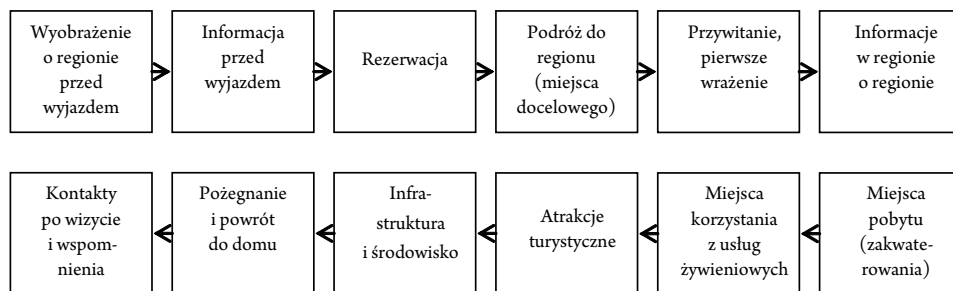 Wyobrażenie
o regionie
przed
wyjazdem
Informacja
przed
wyjazdem
Rezerwacja
Podróż do
regionu
(miejsca
docelowego)
Przywitanie,
pierwsze
wrażenie
Informacje
w regionie
o regionie
Kontakty
po wizycie
i wspom-
nienia
Pożegnanie
i powrót
do domu
Infra-
struktura
i środowisko
Atrakcje
turystyczne
Miejsca
korzystania
z usług
żywieniowych
Miejsca
pobytu
(zakwate-
rowania)